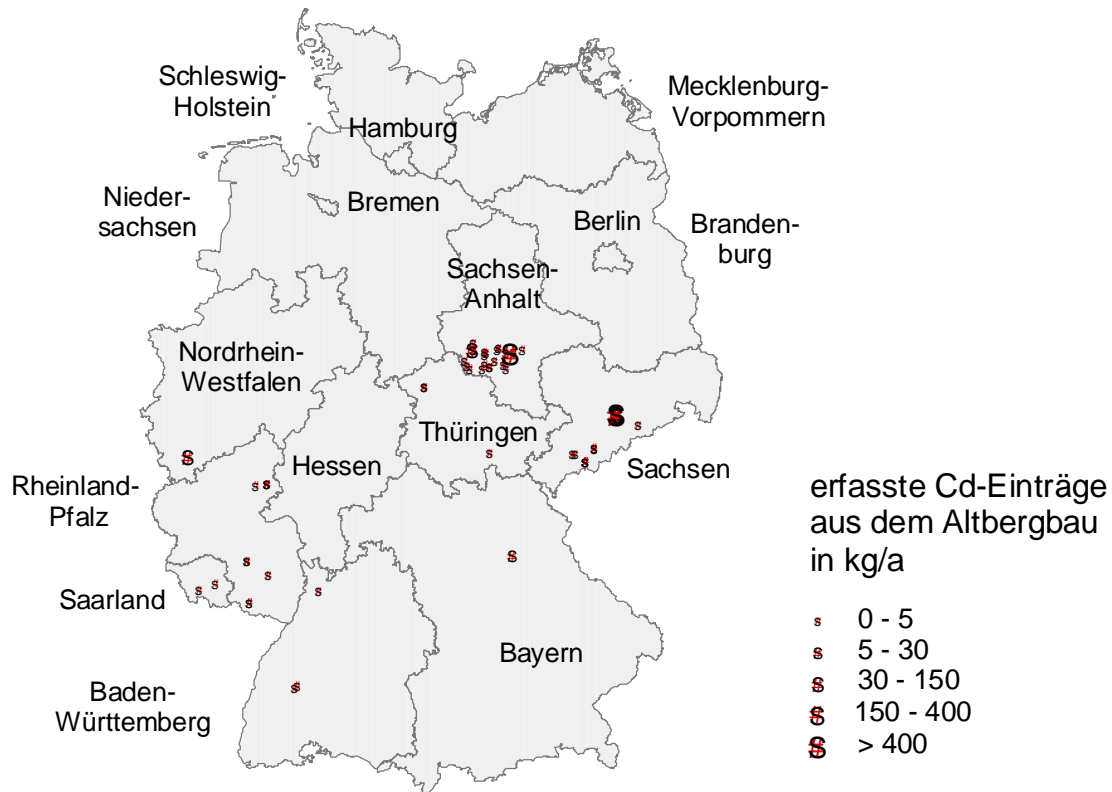 Schleswig-
Holstein
Mecklenburg-
Vorpommern
Hamburg
Nieder-
sachsen
Bremen
Berlin
Branden-
burg
Sachsen-
Anhalt
Nordrhein-
Westfalen
Thüringen
Hessen
Sachsen
Rheinland-
Pfalz
Saarland
Bayern
Baden-
Württemberg
erfasste Cd-Einträge
aus dem Altbergbau
in kg/a
0 - 5
5 - 30
30 - 150
150 - 400
> 400